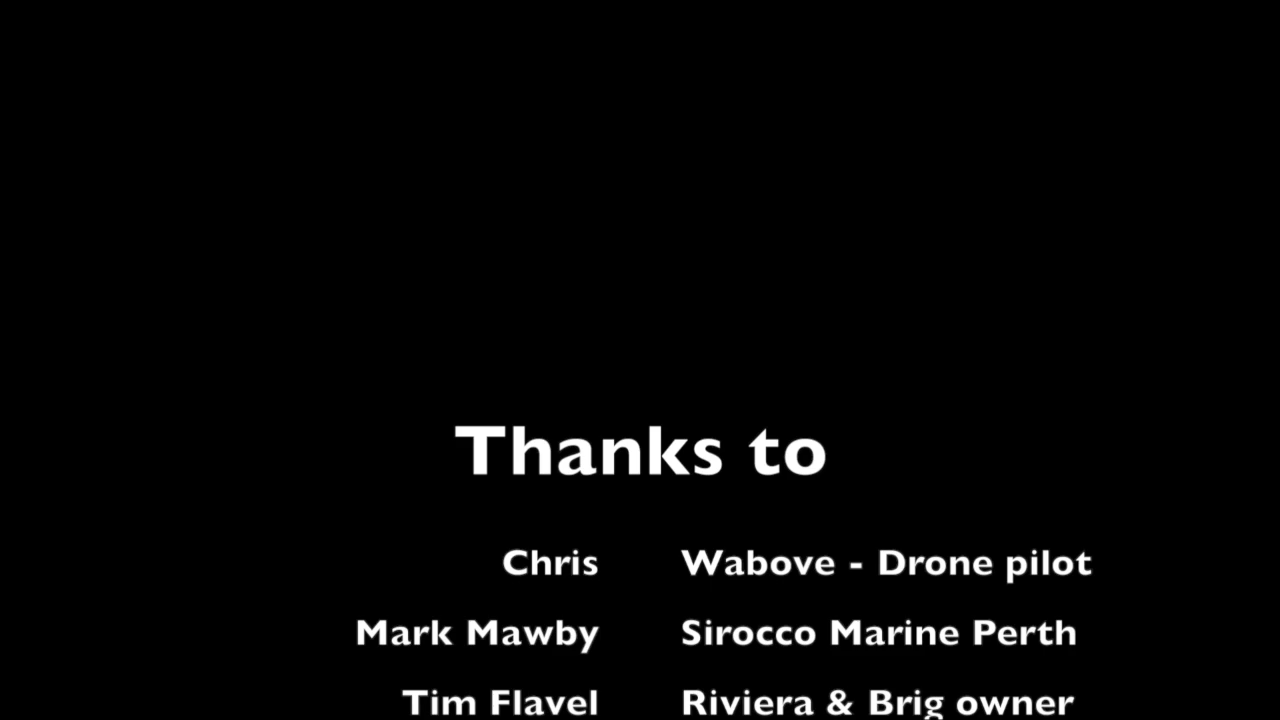 Thanks to
Chris Wabove - Drone pilot
Mark Mawby Sirocco Marine Perth
Tim Flavel Riviera & Brig owner